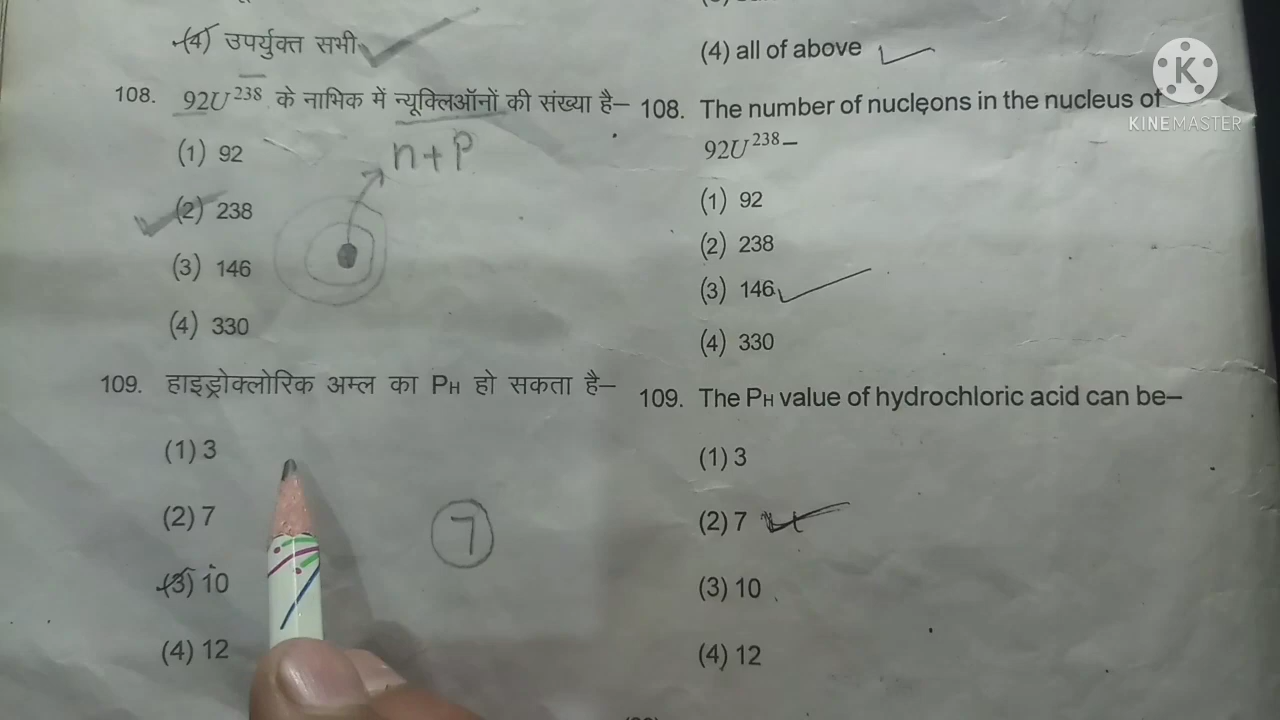 (4) उपर्युक्त सभी
108. 92U238 के नाभिक में न्यूक्लिऑनों की संख्या है–
n+p
(1) 92
(2) 238
(3) 146
(4) 330
109. हाइड्रोक्लोरिक अम्ल का PH हो सकता है–
(1) 3
(2) 7
7
(3) 10
(4) 12
(4) all of above
108. The number of nucleons in the nucleus of
92U238–
(1) 92
(2) 238
(3) 146
(4) 330
109. The PH value of hydrochloric acid can be–
(1) 3
(2) 7
(3) 10
(4) 12
K
KINEMASTER